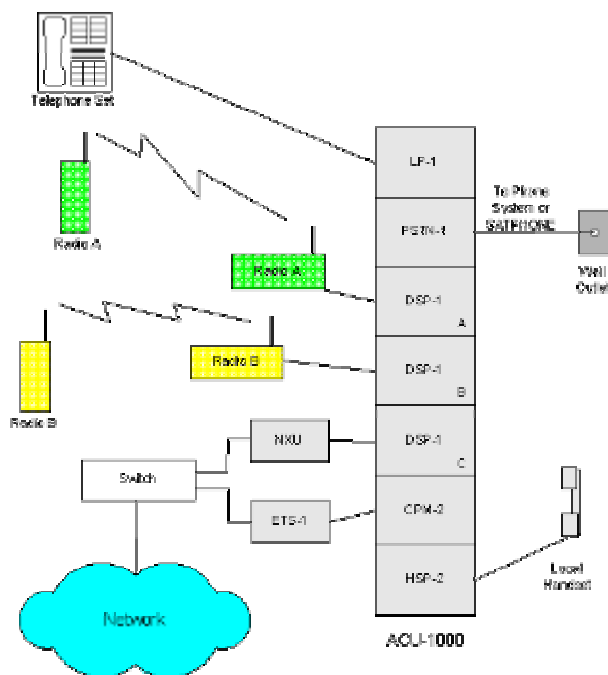 Telephone Set
LP-1
To Phone
System or
SATPHONE
PSTN-1
Wall
Outlet
Radio A
Radio A
DSP-1
A
Radio B
DSP-1
B
Radio B
NXU
DSP-1
C
Switch
ETS-1
CPM-2
Local
Handset
HSP-2
Network
ACU-1000